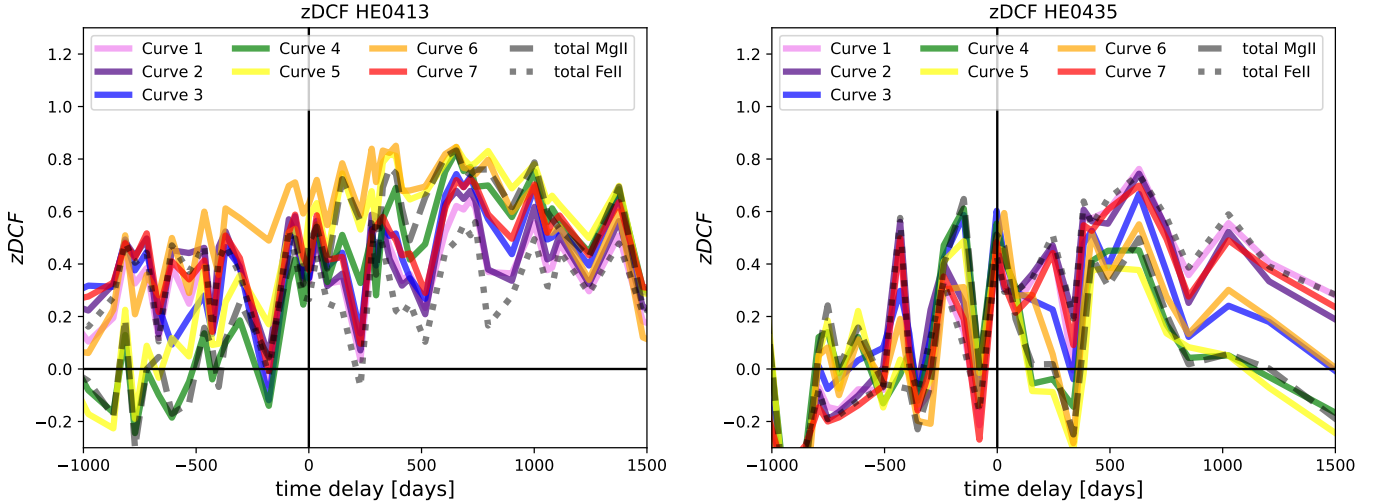 zDCF HE0413
Curve 1 Curve 4 Curve 6 total MgII
Curve 2 Curve 5 Curve 7 total FeII
Curve 3
1.2
1.0
0.8
0.6
0.4
0.2
0.0
−0.2
zDCF
−1000 −500 0 500 1000 1500
time delay [days]
zDCF HE0435
Curve 1 Curve 4 Curve 6 total MgII
Curve 2 Curve 5 Curve 7 total FeII
Curve 3
1.2
1.0
0.8
0.6
0.4
0.2
0.0
−0.2
zDCF
−1000 −500 0 500 1000 1500
time delay [days]